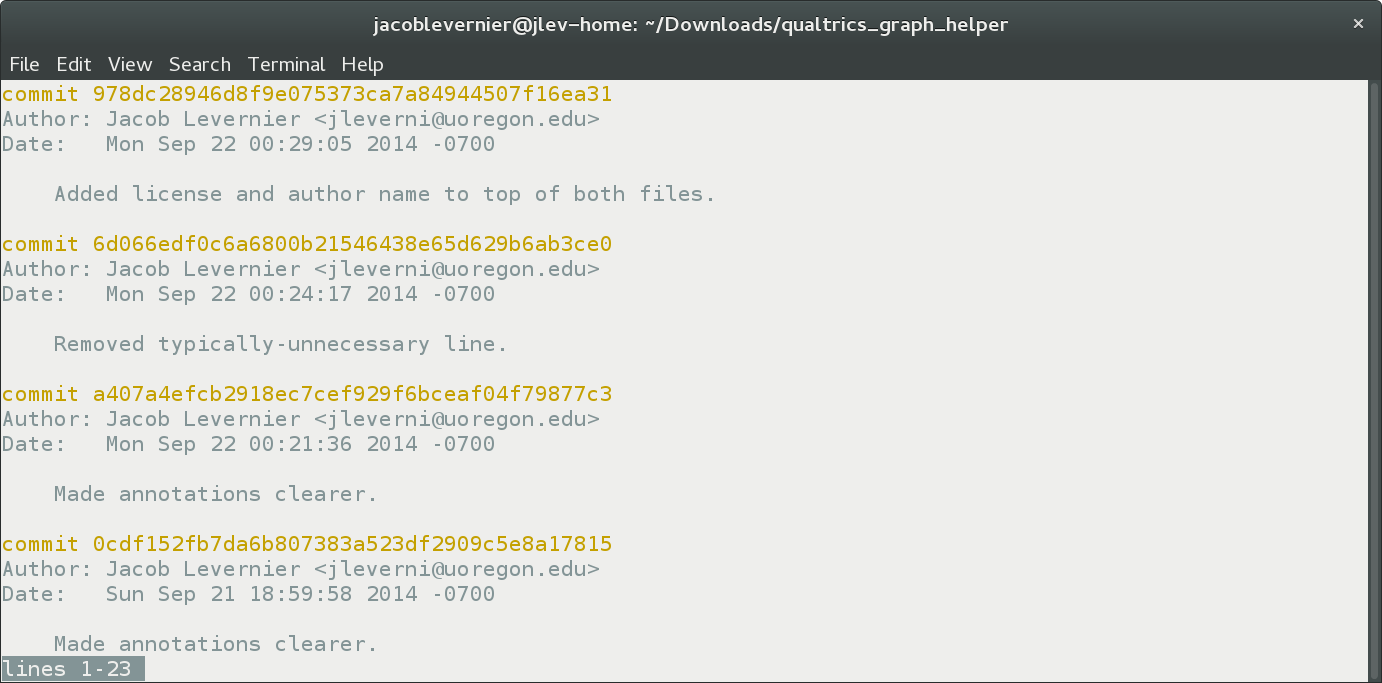 jacoblevernier@jlev-home: ~/Downloads/qualtrics_graph_helper ×
File Edit View Search Terminal Help
commit 978dc28946d8f9e075373ca7a84944507f16ea31
Author: Jacob Levernier <jleverni@uoregon.edu>
Date:   Mon Sep 22 00:29:05 2014 -0700
    Added license and author name to top of both files.
commit 6d066edf0c6a6800b21546438e65d629b6ab3ce0
Author: Jacob Levernier <jleverni@uoregon.edu>
Date:   Mon Sep 22 00:24:17 2014 -0700
    Removed typically-unnecessary line.
commit a407a4efcb2918ec7cef929f6bceaf04f79877c3
Author: Jacob Levernier <jleverni@uoregon.edu>
Date:   Mon Sep 22 00:21:36 2014 -0700
    Made annotations clearer.
commit 0cdf152fb7da6b807383a523df2909c5e8a17815
Author: Jacob Levernier <jleverni@uoregon.edu>
Date:   Sun Sep 21 18:59:58 2014 -0700
    Made annotations clearer.
lines 1-23